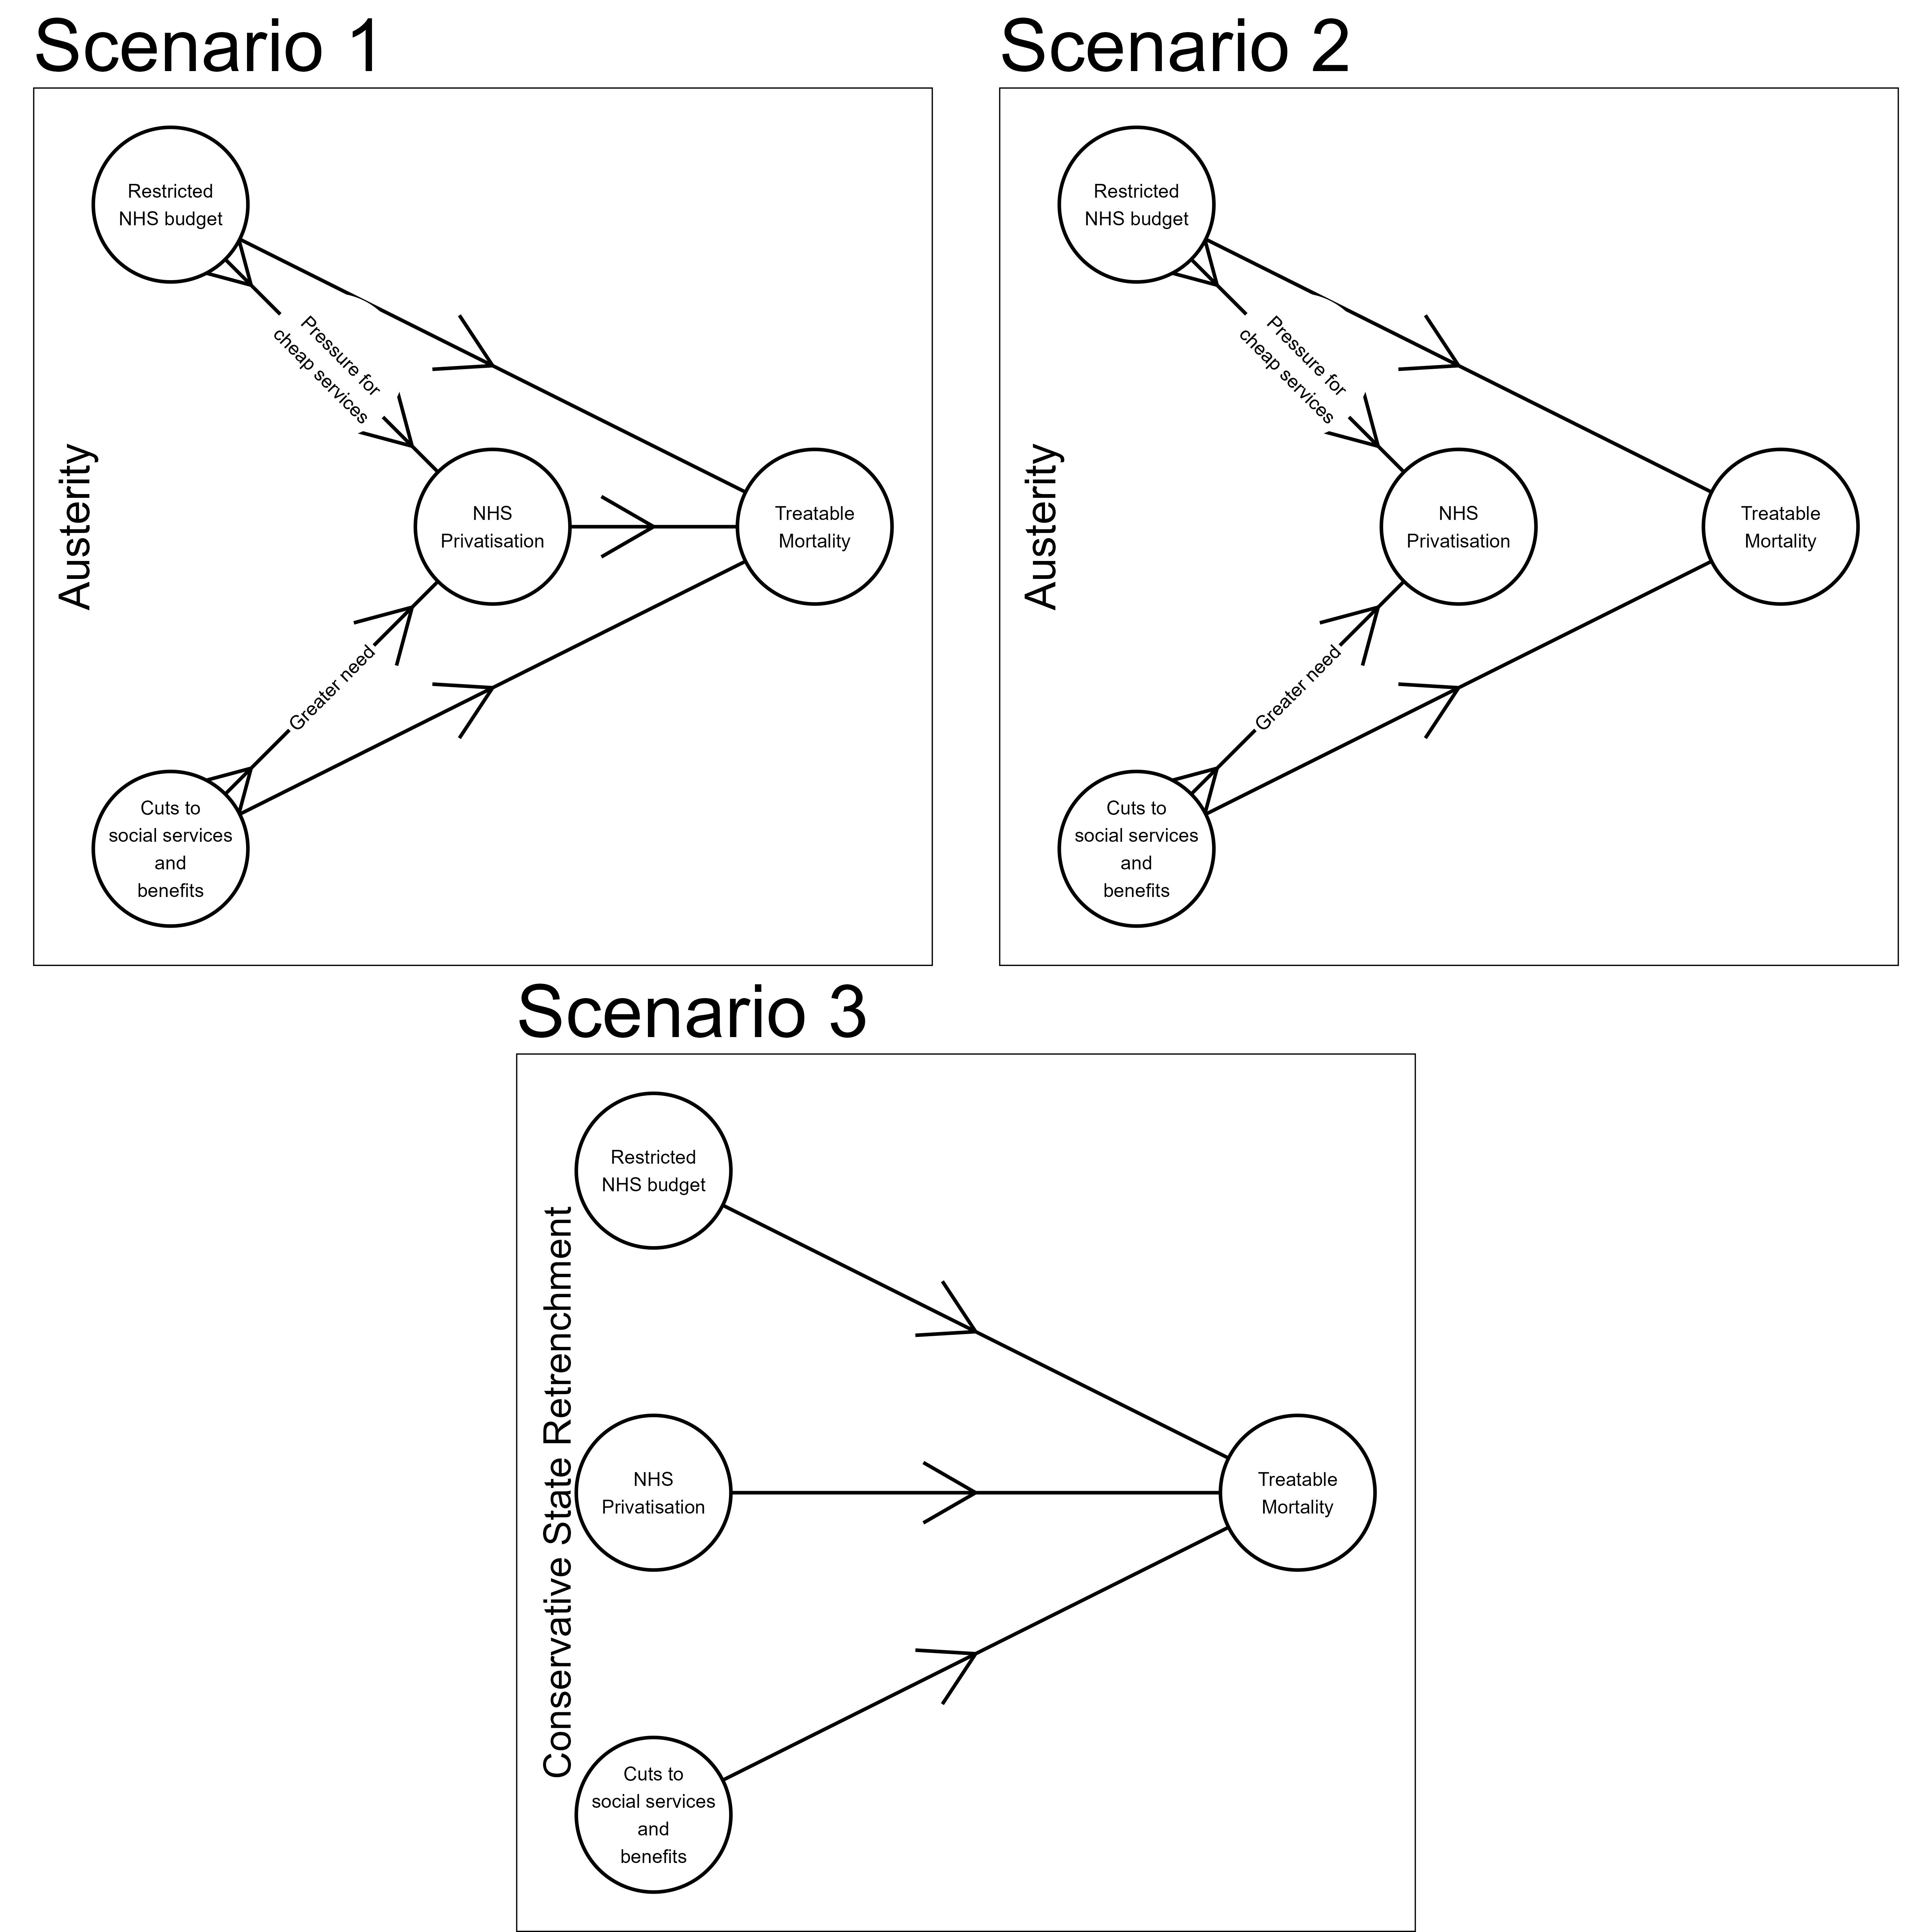 Scenario 1
Austerity
Restricted
NHS budget
Pressure for
cheap services
NHS
Privatisation
Treatable
Mortality
Greater need
Cuts to
social services
and
benefits
Scenario 2
Austerity
Restricted
NHS budget
Pressure for
cheap services
NHS
Privatisation
Treatable
Mortality
Greater need
Cuts to
social services
and
benefits
Scenario 3
Conservative State Retrenchment
Restricted
NHS budget
NHS
Privatisation
Treatable
Mortality
Cuts to
social services
and
benefits